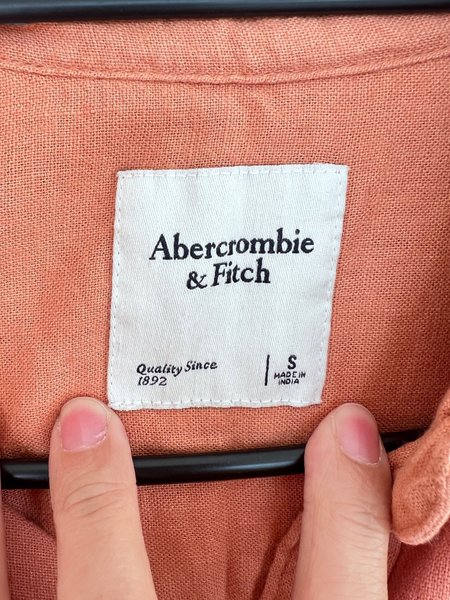 Abercrombie
& Fitch
Quality Since
1892
S
MADE IN
INDIA